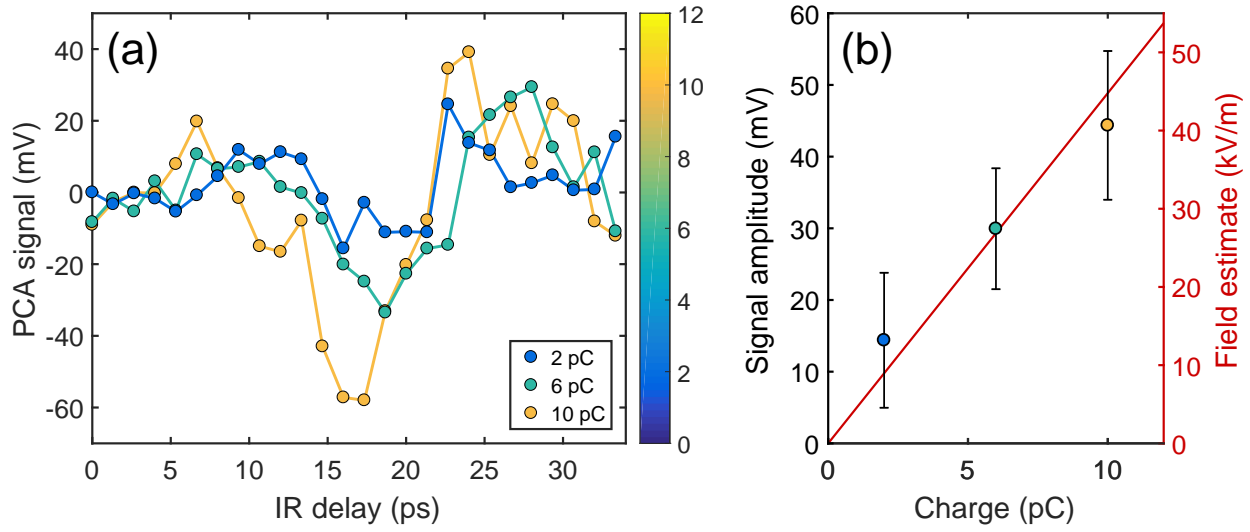 (a)
PCA signal (mV)
40
20
0
-20
-40
-60
0 5 10 15 20 25 30
IR delay (ps)
2 pC
6 pC
10 pC
12
10
8
6
4
2
0
(b)
Signal amplitude (mV)
60
50
40
30
20
10
0
0 5 10
Charge (pC)
50
40
30
20
10
0
Field estimate (kV/m)